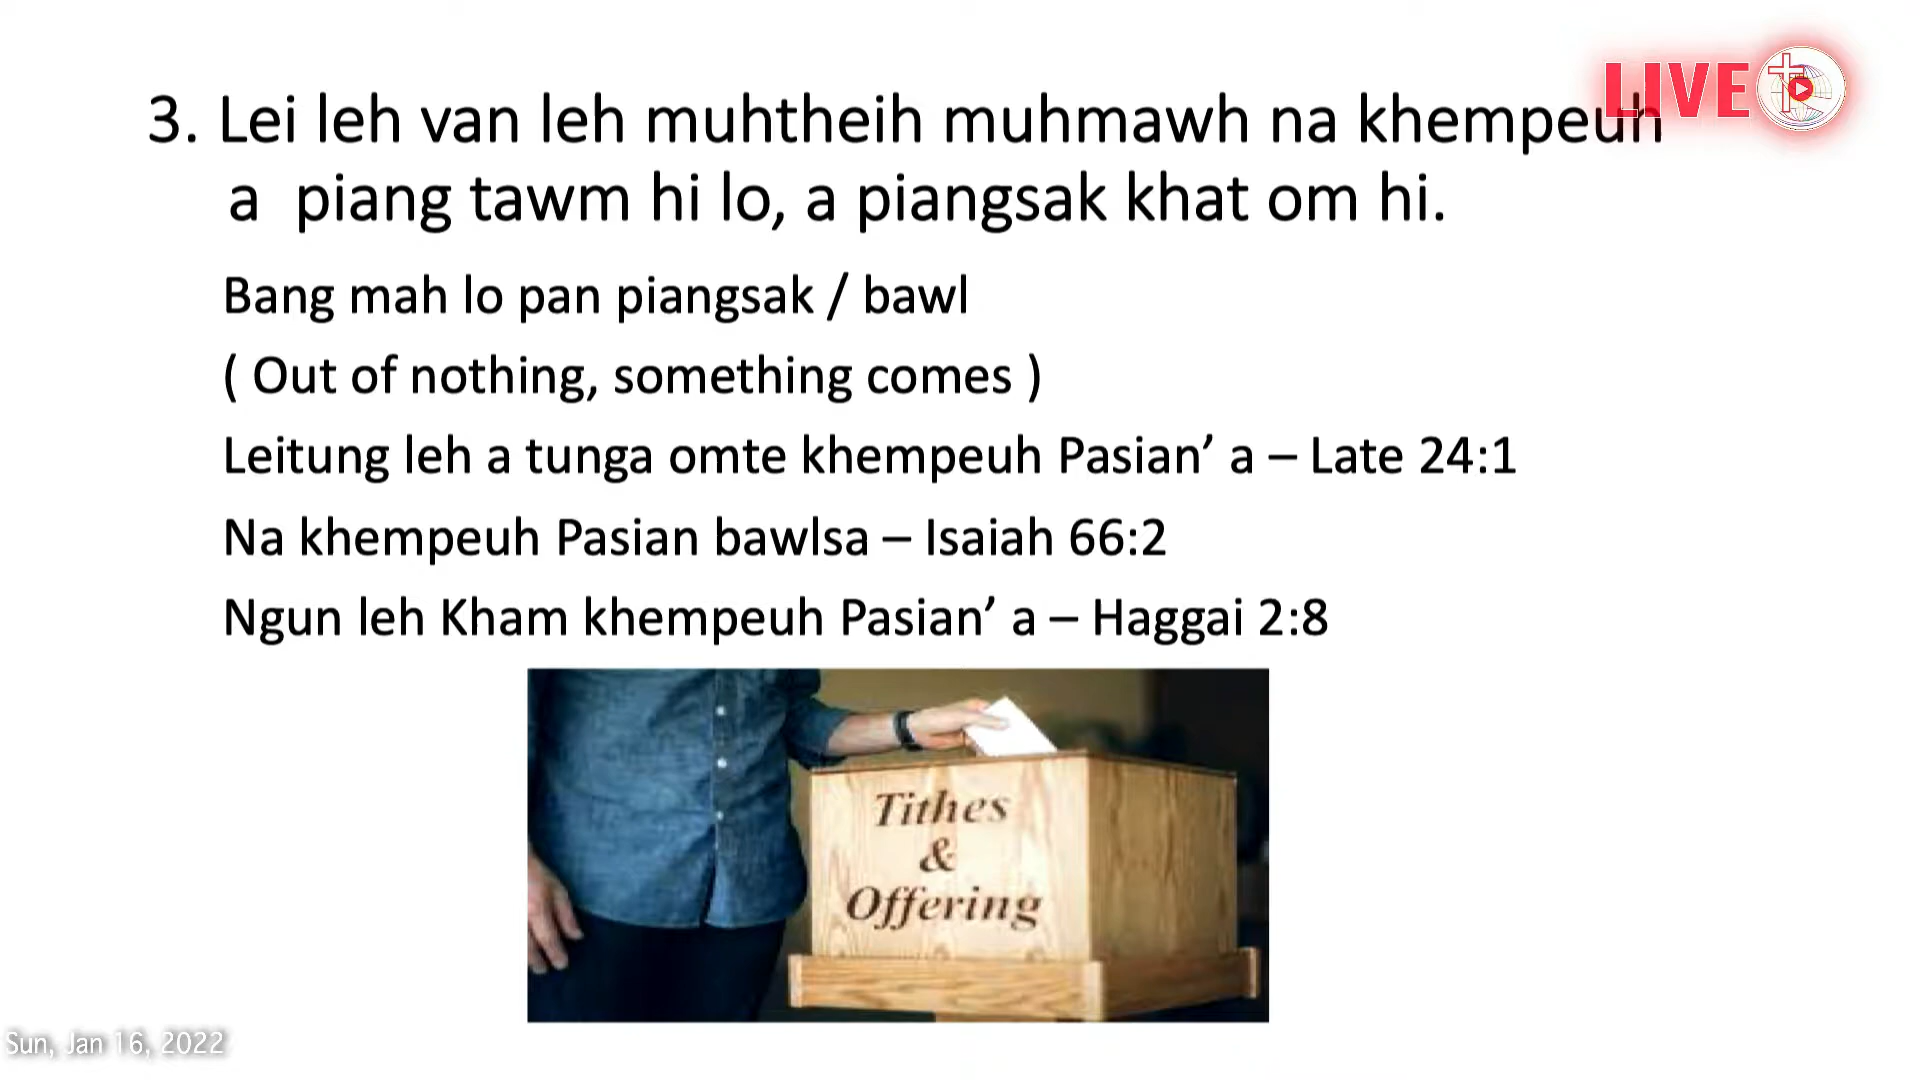 LIVE
3. Lei leh van leh muhtheih muhmawh na khempeuh
a piang tawm hi lo, a piangsak khat om hi.
Bang mah lo pan piangsak / bawl
( Out of nothing, something comes )
Leitung leh a tunga omte khempeuh Pasian’ a – Late 24:1
Na khempeuh Pasian bawlsa – Isaiah 66:2
Ngun leh Kham khempeuh Pasian’ a – Haggai 2:8
Tithes
&
Offering
Sun, Jan 16, 2022